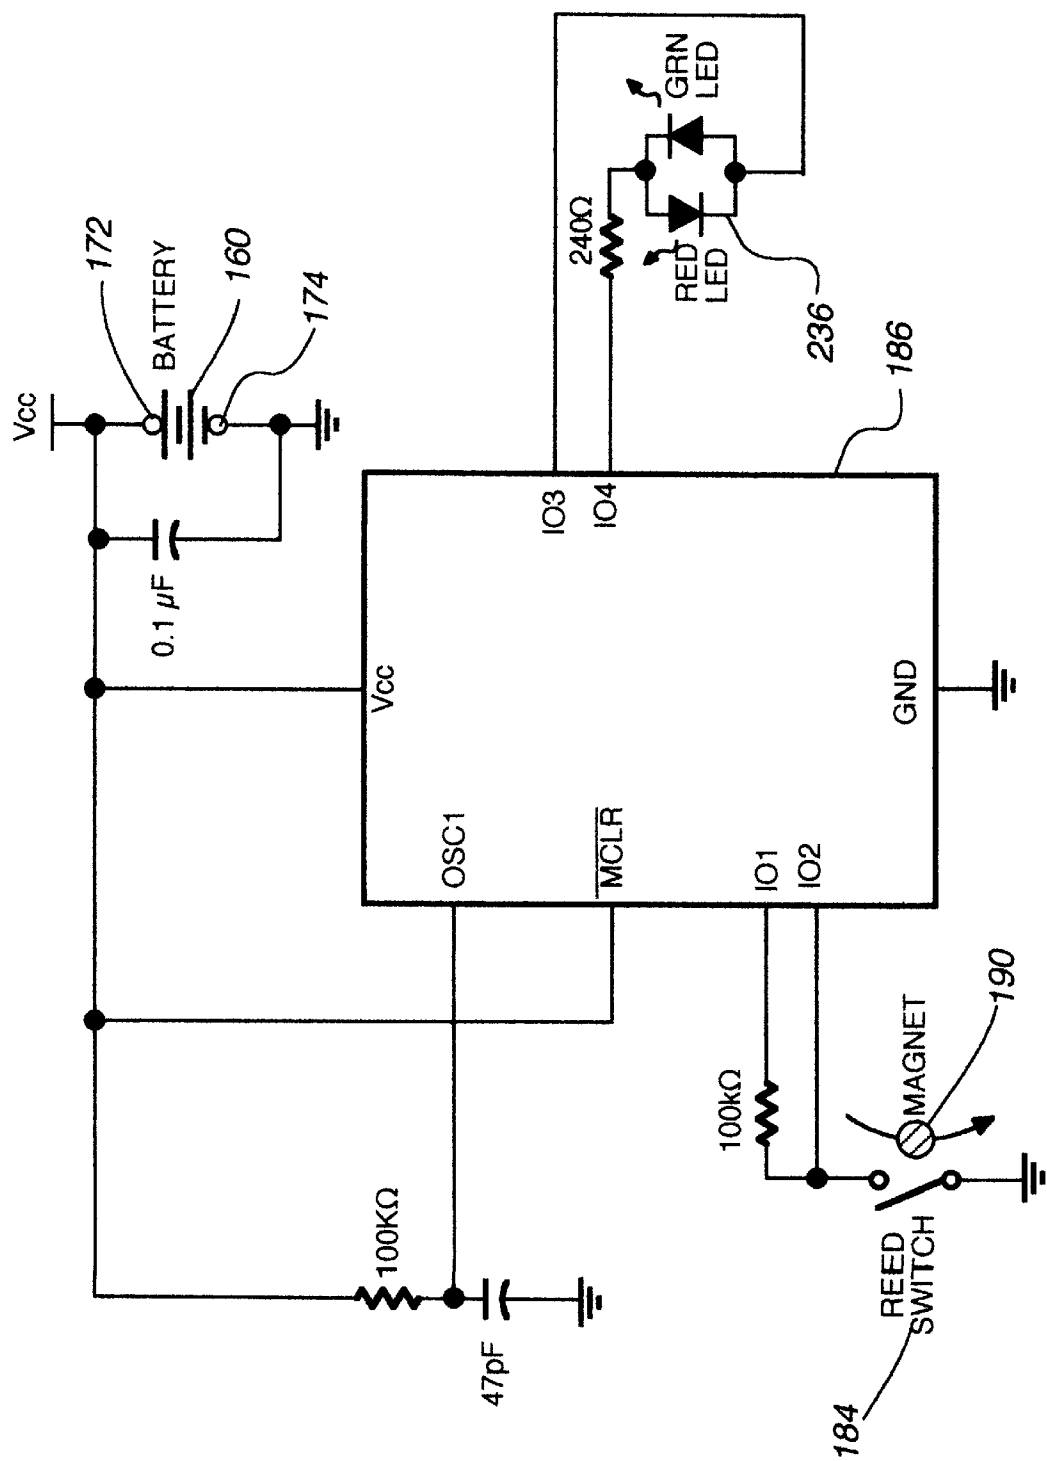 Vcc
172
BATTERY
160
174
0.1 µF
240Ω
RED
LED
GRN
LED
236
186
Vcc
OSC1
MCLR
IO1
IO2
IO3
IO4
GND
100KΩ
47pF
100kΩ
MAGNET
190
REED
SWITCH
184